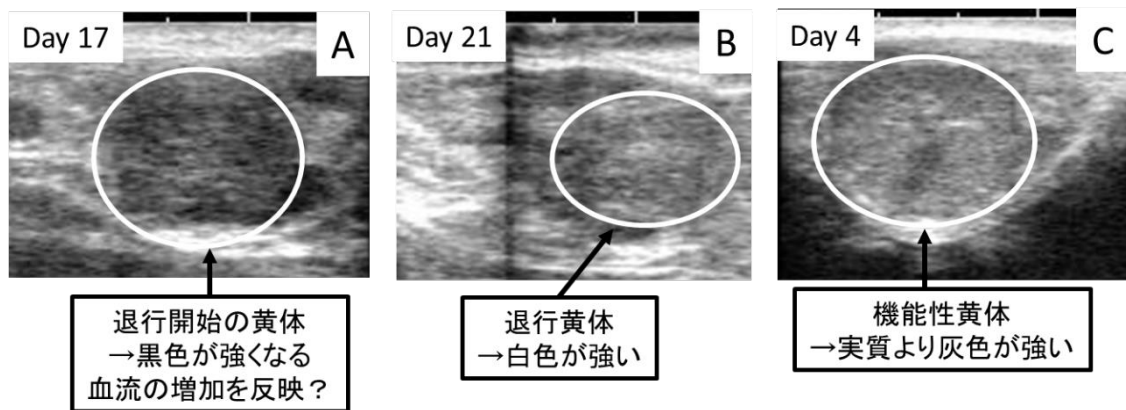 Day 17
A
Day 21
B
Day 4
C
退行開始の黄体
→黒色が強くなる
血流の増加を反映？
退行黄体
→白色が強い
機能性黄体
→実質より灰色が強い